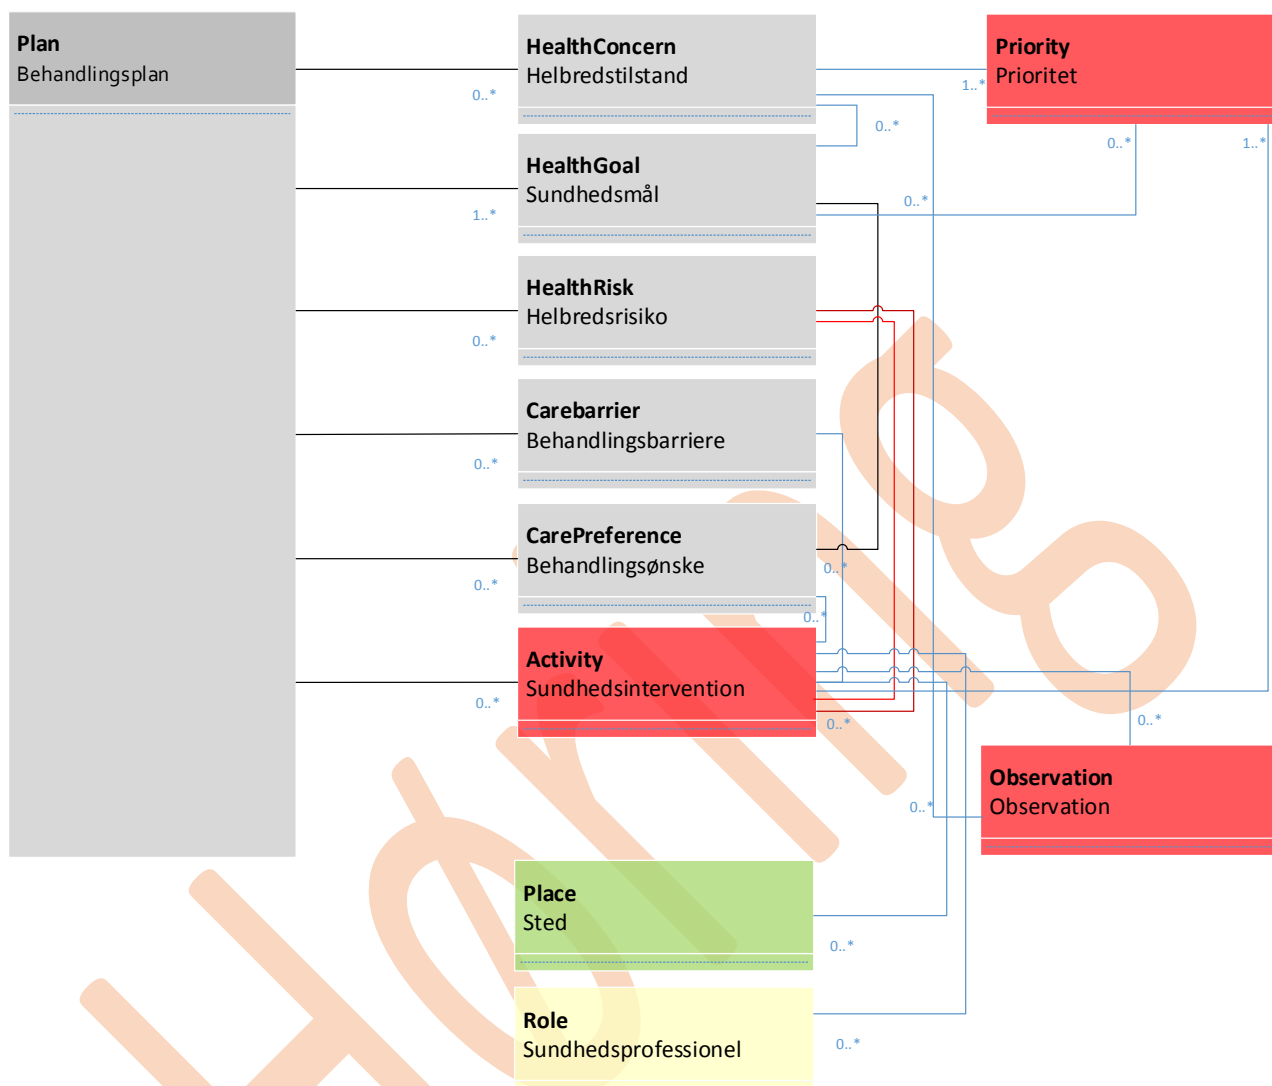 Plan
Behandlingsplan
HealthConcern
Helbredstilstand
Priority
Prioritet
0..*
1..*
0..*
0..*
1..*
HealthGoal
Sundhedsmål
1..*
0..*
HealthRisk
Helbredsrisiko
0..*
Carebarrier
Behandlingsbarriere
0..*
CarePreference
Behandlingsønske
0..*
0..*
0..*
Activity
Sundhedsintervention
0..*
0..*
0..*
Observation
Observation
0..*
Place
Sted
0..*
Role
Sundhedsprofessionel
0..*
Høring